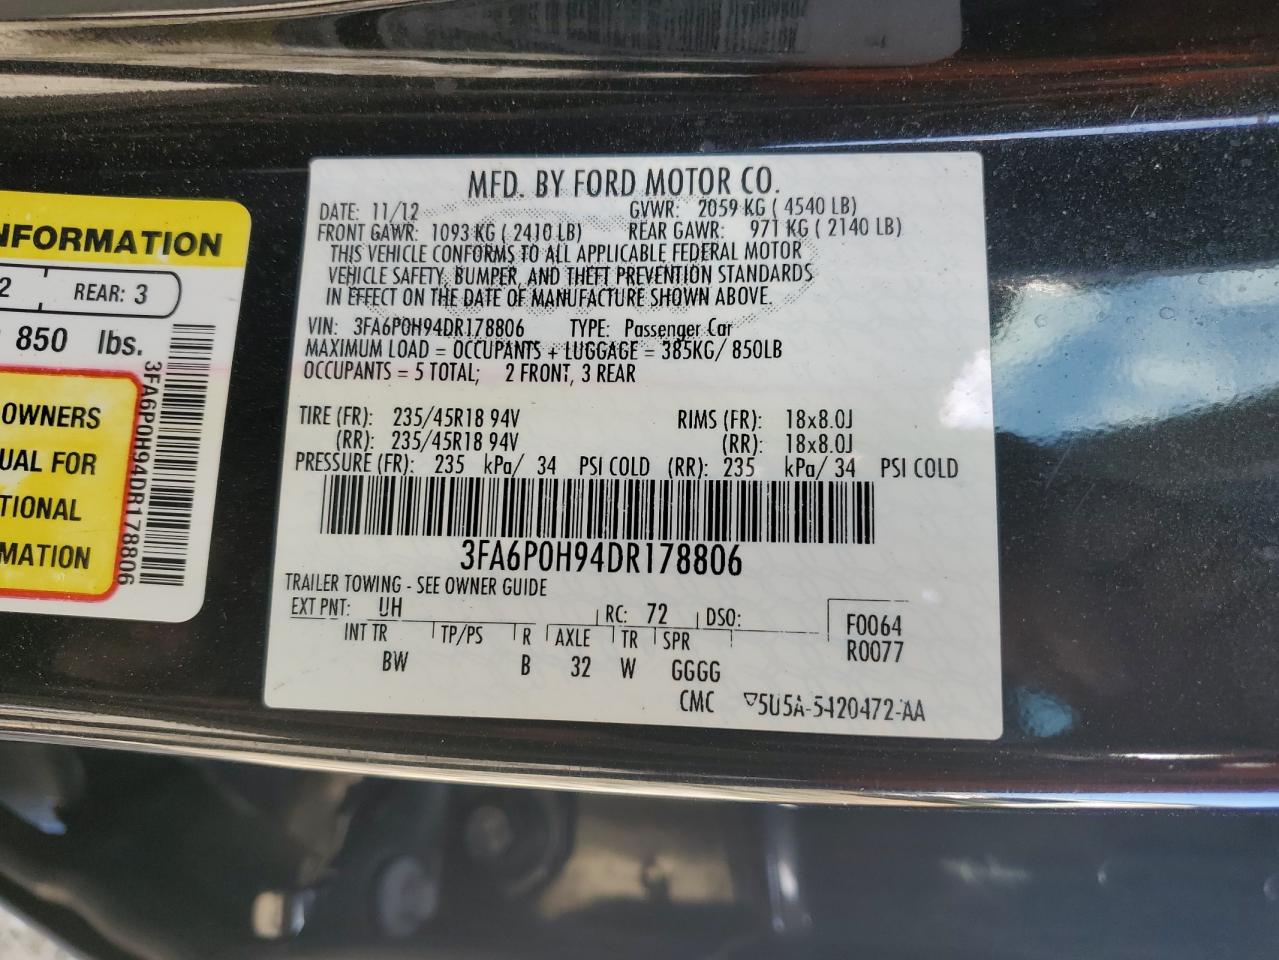 NFORMATION
2 REAR: 3
850 lbs.
OWNERS
UAL FOR
TIONAL
MATION
3FA6P0H94DR178806
MFD. BY FORD MOTOR CO.
DATE: 11/12 GVWR: 2059 KG ( 4540 LB)
FRONT GAWR: 1093 KG ( 2410 LB) REAR GAWR: 971 KG ( 2140 LB)
THIS VEHICLE CONFORMS TO ALL APPLICABLE FEDERAL MOTOR
VEHICLE SAFETY, BUMPER, AND THEFT PREVENTION STANDARDS
IN EFFECT ON THE DATE OF MANUFACTURE SHOWN ABOVE.
VIN: 3FA6P0H94DR178806 TYPE: Passenger Car
MAXIMUM LOAD = OCCUPANTS + LUGGAGE = 385KG/ 850LB
OCCUPANTS = 5 TOTAL; 2 FRONT, 3 REAR
TIRE (FR): 235/45R18 94V RIMS (FR): 18x8.0J
(RR): 235/45R18 94V (RR): 18x8.0J
PRESSURE (FR): 235 kPa/ 34 PSI COLD (RR): 235 kPa/ 34 PSI COLD
3FA6P0H94DR178806
TRAILER TOWING - SEE OWNER GUIDE
EXT PNT: UH RC: 72 DSO: F0064
INT TR TP/PS R AXLE TR SPR R0077
BW B 32 W GGGG
CMC ▽5U5A-5420472-AA